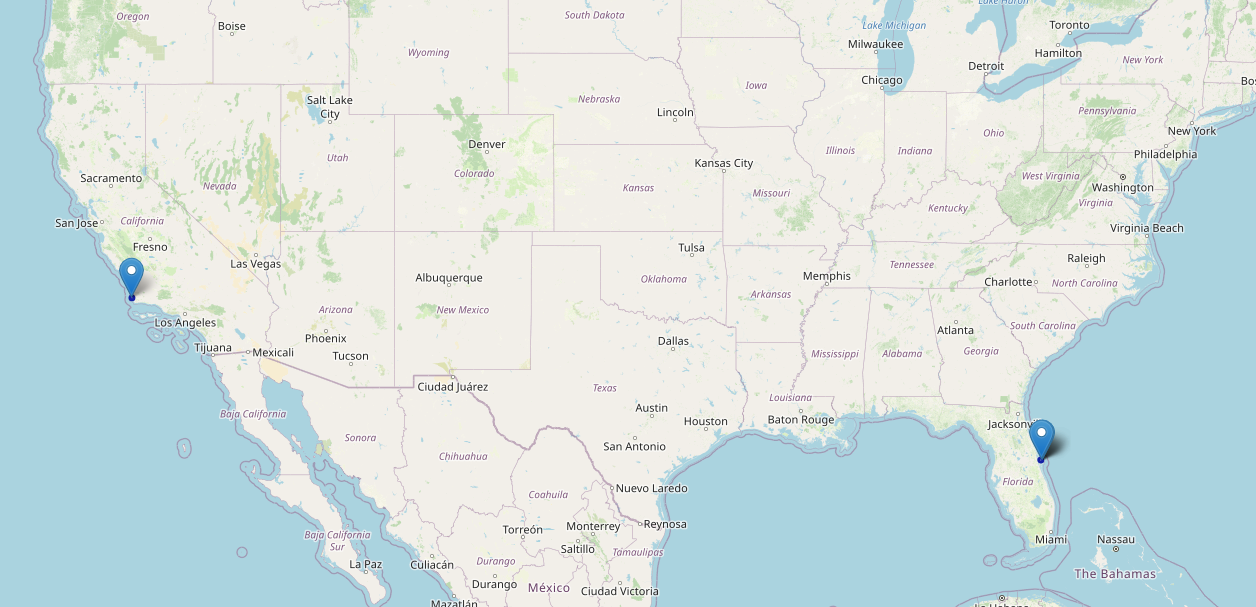 Oregon
Boise
South Dakota
Lake Michigan
Lake Huron
Toronto
Wyoming
Milwaukee
Hamilton
New York
Detroit
Chicago
Iowa
Nebraska
Salt Lake
City
Lincoln
Pennsylvania
New York
Ohio
Denver
Illinois
Indiana
Philadelphia
Utah
Kansas City
Colorado
Sacramento
Nevada
Kansas
Missouri
West Virginia
Washington
Virginia
Kentucky
San Jose
California
Virginia Beach
Fresno
Tulsa
Las Vegas
Tennessee
Raleigh
Albuquerque
Oklahoma
Memphis
Charlotte
North Carolina
Arkansas
Arizona
New Mexico
Los Angeles
South Carolina
Atlanta
Phoenix
Dallas
Tijuana
Mexicali
Tucson
Mississippi
Alabama
Georgia
Ciudad Juárez
Texas
Louisiana
Austin
Baja California
Houston
Baton Rouge
Jacksonvi
Sonora
San Antonio
Chihuahua
Florida
Nuevo Laredo
Coahuila
Reynosa
Torreón
Monterrey
Baja California
Sur
Miami
Nassau
Saltillo
Tamaulipas
La Paz
Culiacán
Durango
The Bahamas
Durango
México
Ciudad Victoria
Mazatlán